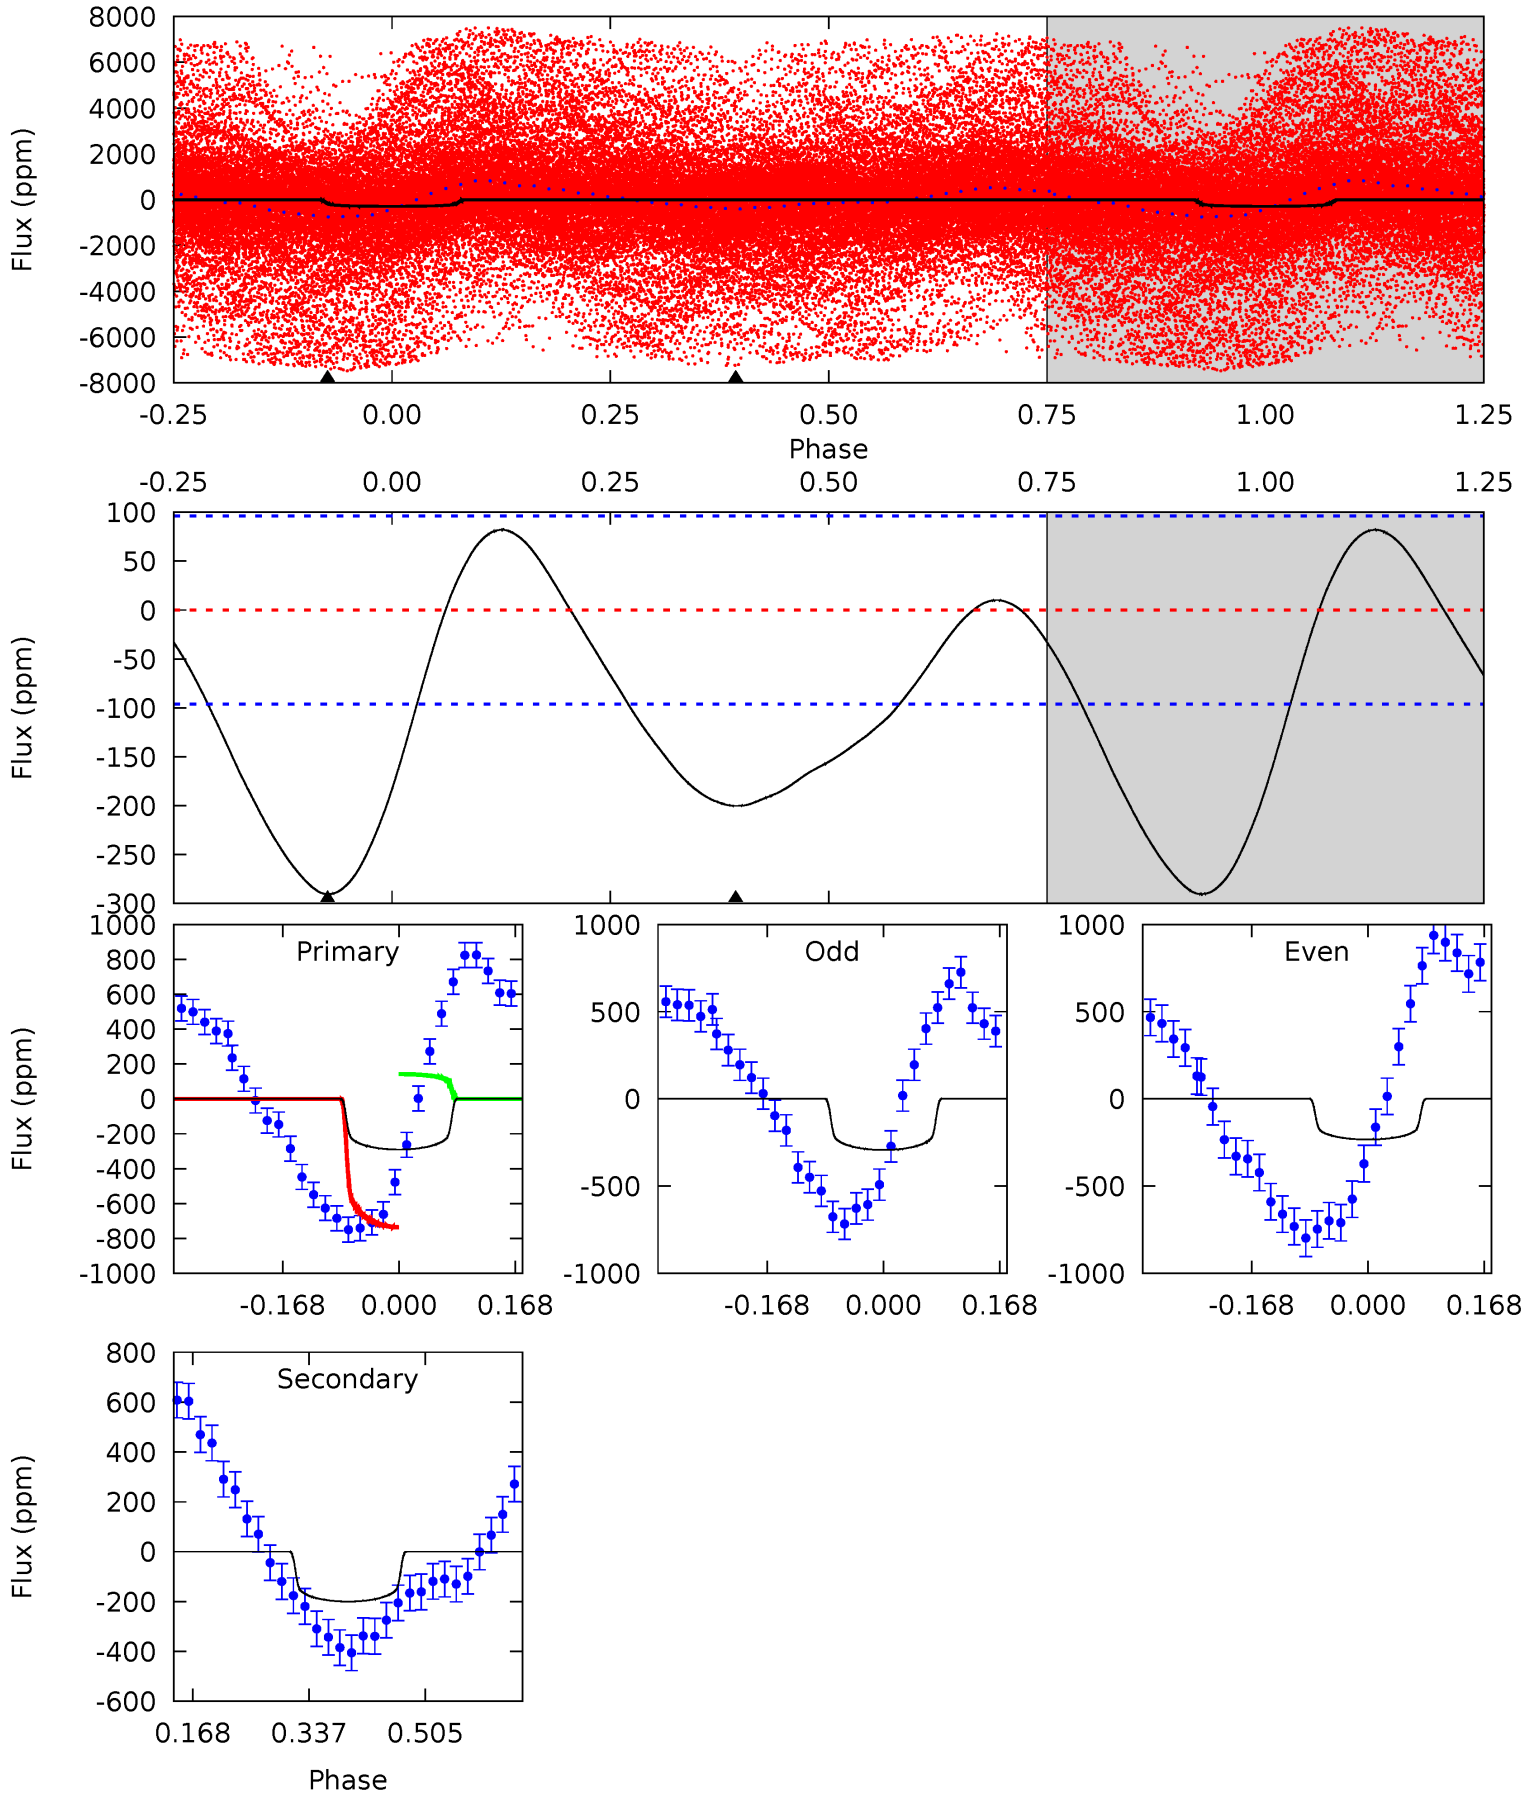 8000
6000
4000
2000
0
-2000
-4000
-6000
-8000
Flux (ppm)
-0.25 0.00 0.25 0.50 0.75 1.00 1.25
Phase
-0.25 0.00 0.25 0.50 0.75 1.00 1.25
100
50
0
-50
-100
-150
-200
-250
-300
Flux (ppm)
Primary
1000
800
600
400
200
0
-200
-400
-600
-800
-1000
Flux (ppm)
-0.168 0.000 0.168
Odd
1000
500
0
-500
-1000
-0.168 0.000 0.168
Even
1000
500
0
-500
-1000
-0.168 0.000 0.168
Secondary
800
600
400
200
0
-200
-400
-600
Flux (ppm)
0.168 0.337 0.505
Phase